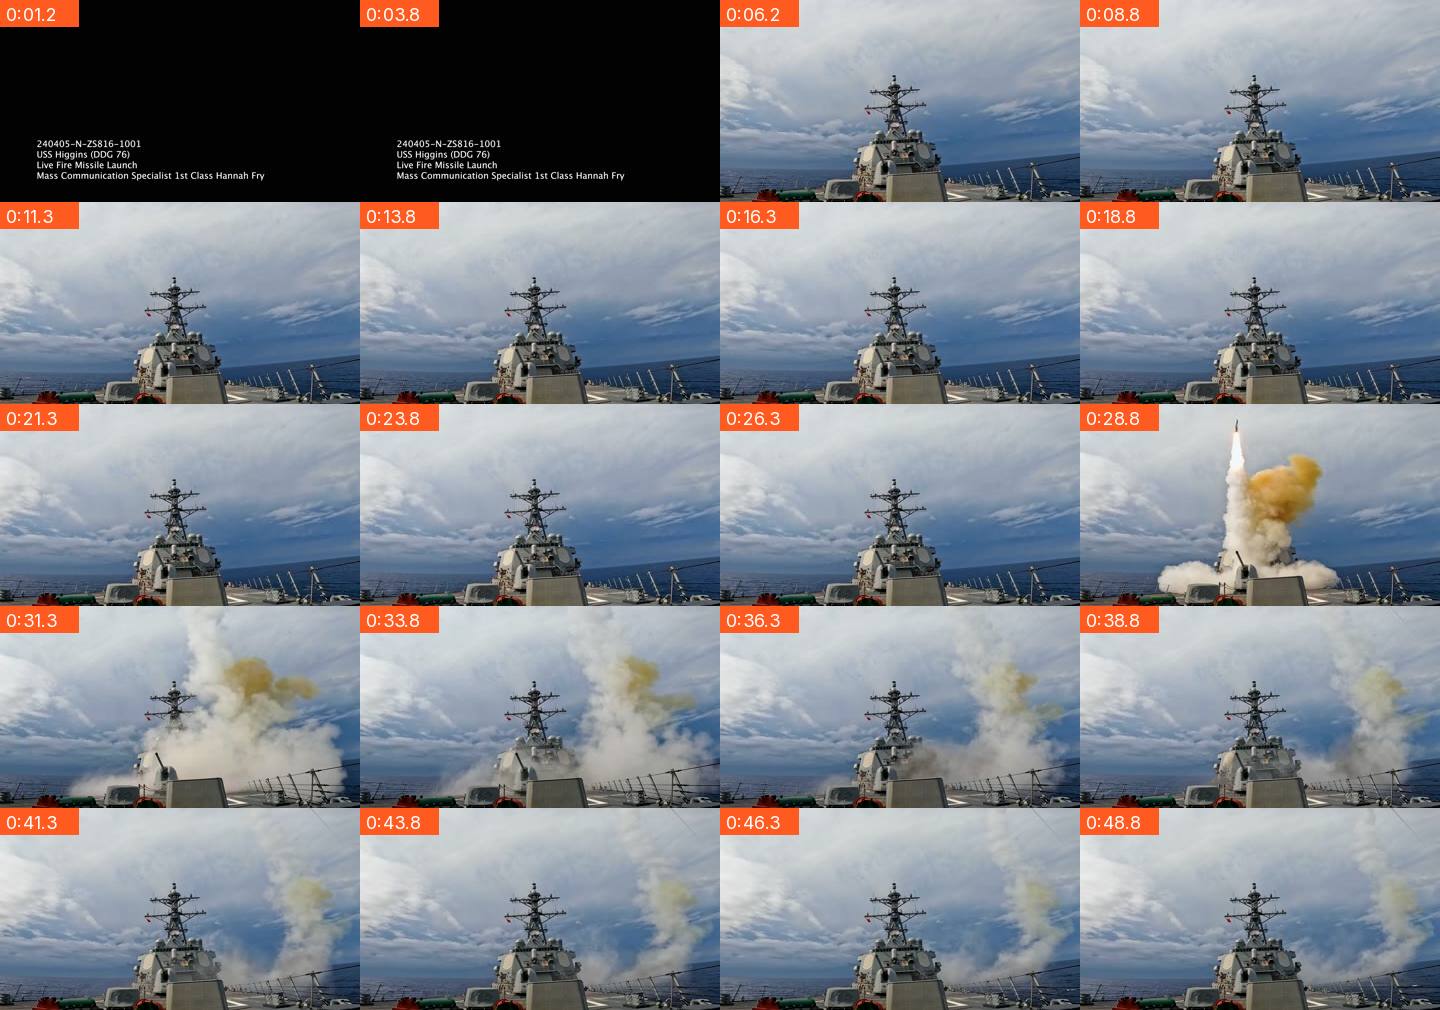 0:01.2
240405-N-ZS816-1001
USS Higgins (DDG 76)
Live Fire Missile Launch
Mass Communication Specialist 1st Class Hannah Fry
0:03.8
240405-N-ZS816-1001
USS Higgins (DDG 76)
Live Fire Missile Launch
Mass Communication Specialist 1st Class Hannah Fry
0:06.2
0:08.8
0:11.3
0:13.8
0:16.3
0:18.8
0:21.3
0:23.8
0:26.3
0:28.8
0:31.3
0:33.8
0:36.3
0:38.8
0:41.3
0:43.8
0:46.3
0:48.8